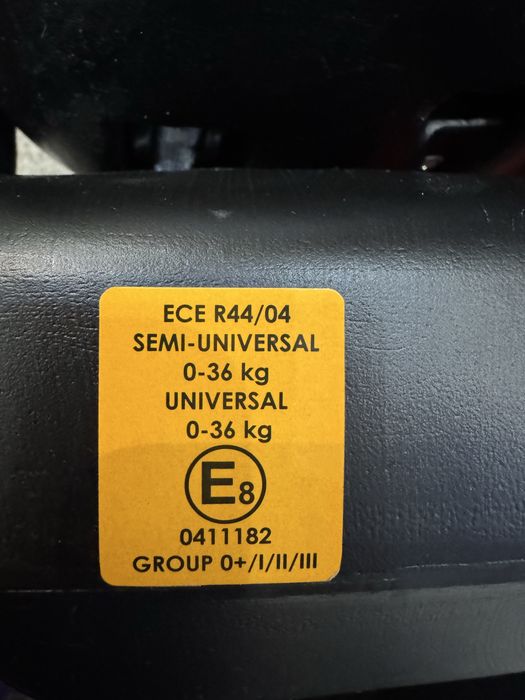 ECE R44/04
SEMI-UNIVERSAL
0-36 kg
UNIVERSAL
0-36 kg
E8
0411182
GROUP 0+/I/II/III